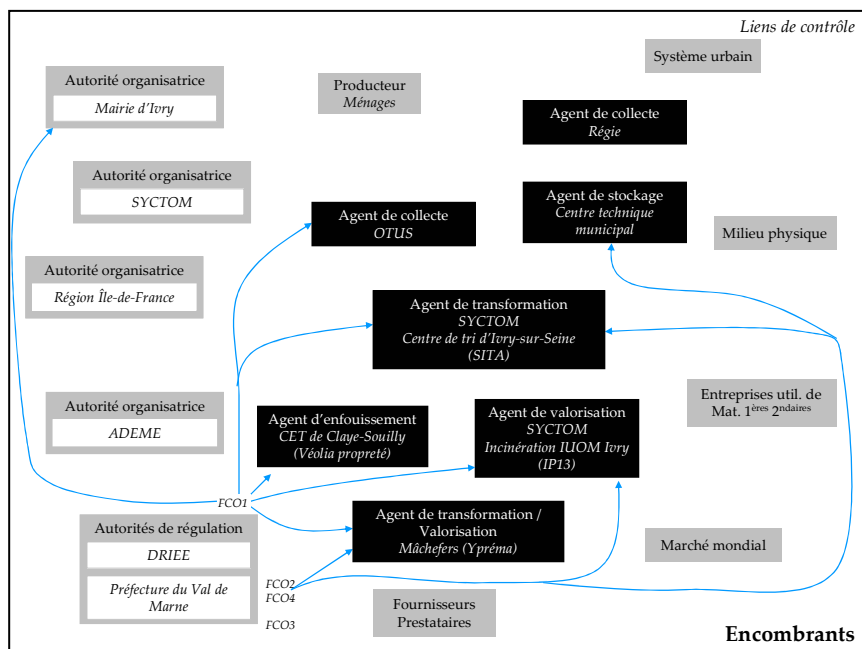 Liens de contrôle
Système urbain
Autorité organisatrice
Mairie d'Ivry
Producteur
Ménages
Agent de collecte
Régie
Autorité organisatrice
SYCTOM
Agent de collecte
OTUS
Agent de stockage
Centre technique
municipal
Milieu physique
Autorité organisatrice
Région Île-de-France
Agent de transformation
SYCTOM
Centre de tri d'Ivry-sur-Seine
(SITA)
Autorité organisatrice
ADEME
Agent d'enfouissement
CET de Claye-Souilly
(Véolia propreté)
Agent de valorisation
SYCTOM
Incinération IUOM Ivry
(IP13)
Entreprises util. de
Mat. 1ères 2ndaires
FCO1
Autorités de régulation
DRIEE
Préfecture du Val de
Marne
Agent de transformation /
Valorisation
Mâchefers (Ypréma)
Marché mondial
FCO2
FCO4
FCO3
Fournisseurs
Prestataires
Encombrants